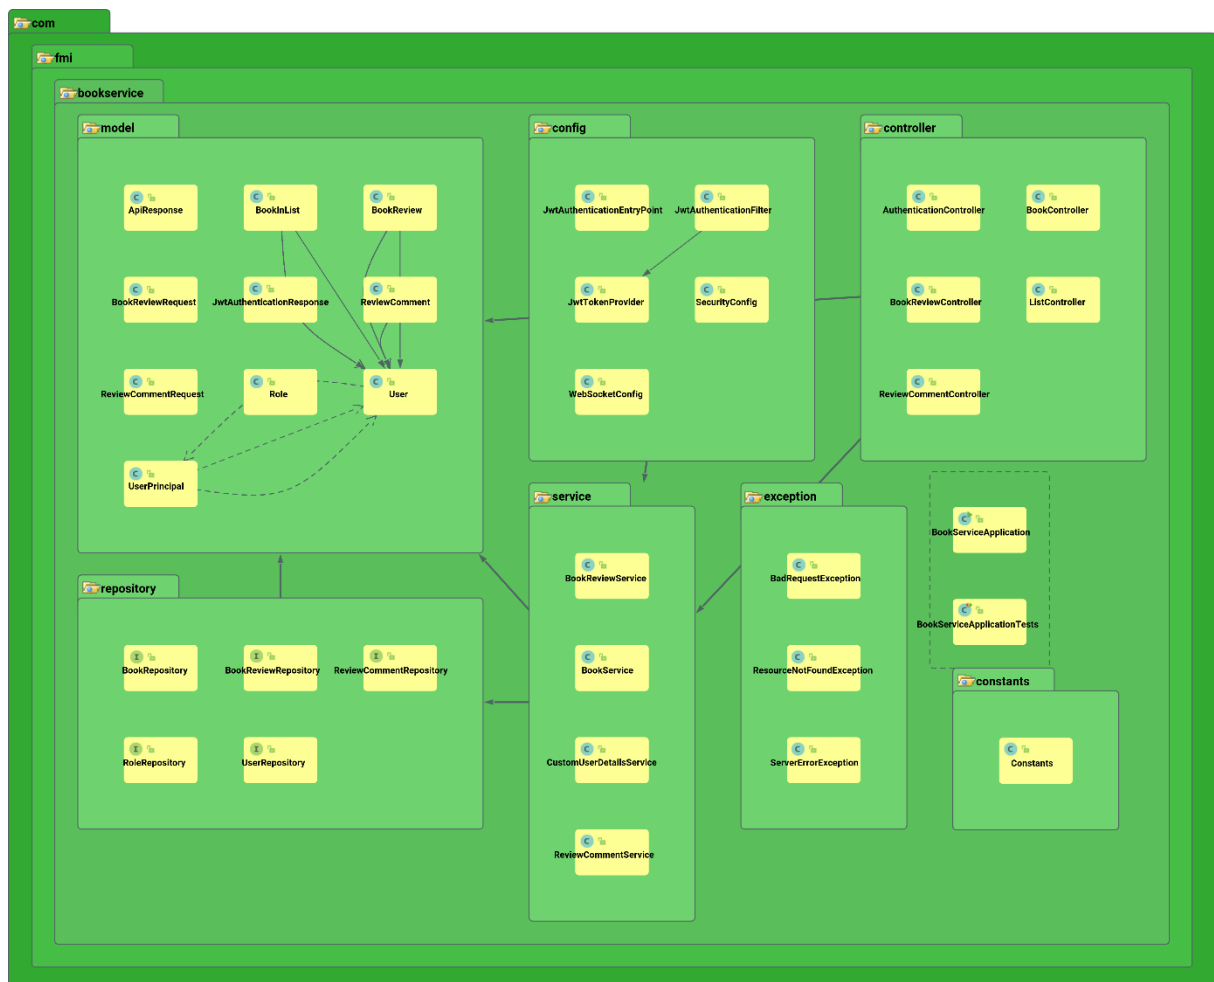 com
fmi
bookservice
model
ApiResponse
BookInList
BookReview
BookReviewRequest
JwtAuthenticationResponse
ReviewComment
ReviewCommentRequest
Role
User
UserPrincipal
config
JwtAuthenticationEntryPoint
JwtAuthenticationFilter
JwtTokenProvider
SecurityConfig
WebSocketConfig
controller
AuthenticationController
BookController
BookReviewController
ListController
ReviewCommentController
repository
BookRepository
BookReviewRepository
ReviewCommentRepository
RoleRepository
UserRepository
service
BookReviewService
BookService
CustomUserDetailsService
ReviewCommentService
exception
BadRequestException
ResourceNotFoundException
ServerErrorException
BookServiceApplication
BookServiceApplicationTests
constants
Constants